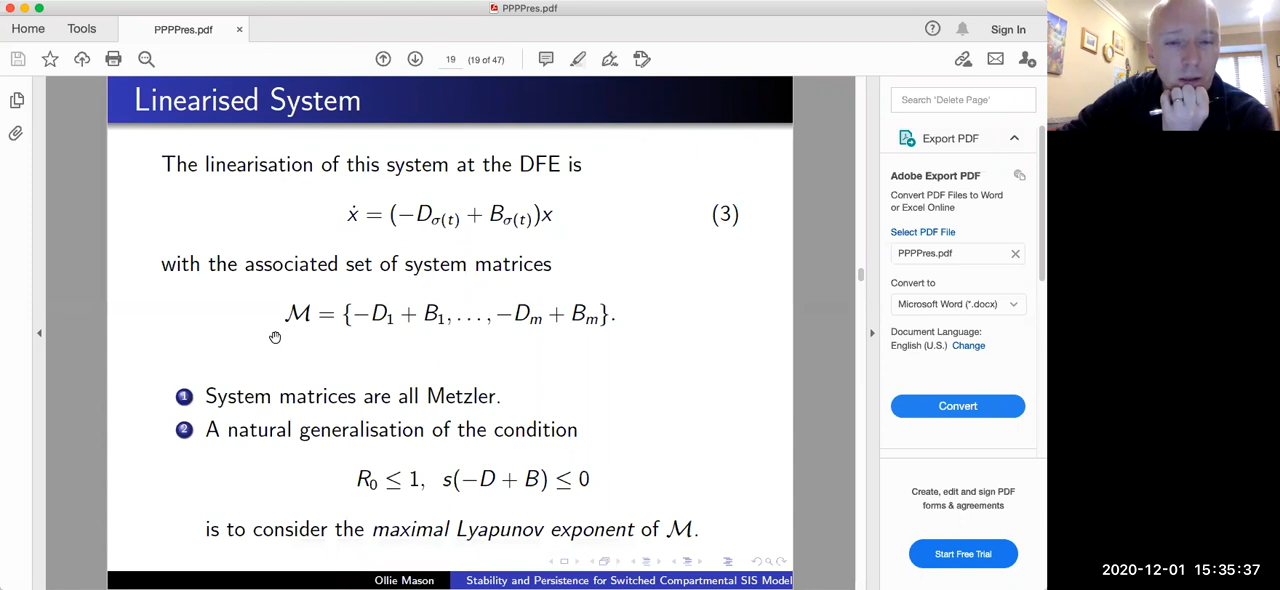 PPPPres.pdf
Home Tools PPPPres.pdf × Sign In
19 (19 of 47)
Linearised System
The linearisation of this system at the DFE is
ẋ = (−D_σ(t) + B_σ(t))x (3)
with the associated set of system matrices
ℳ = {−D₁ + B₁, . . . , −Dₘ + Bₘ}.
1 System matrices are all Metzler.
2 A natural generalisation of the condition
R₀ ≤ 1, s(−D + B) ≤ 0
is to consider the maximal Lyapunov exponent of ℳ.
Ollie Mason Stability and Persistence for Switched Compartmental SIS Model
Search 'Delete Page'
Export PDF
Adobe Export PDF
Convert PDF Files to Word
or Excel Online
Select PDF File
PPPPres.pdf
Convert to
Microsoft Word (*.docx)
Document Language:
English (U.S.) Change
Convert
Create, edit and sign PDF
forms & agreements
Start Free Trial
2020-12-01 15:35:37